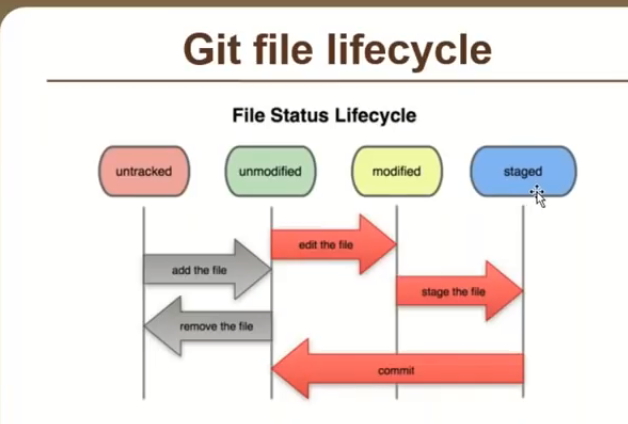 Git file lifecycle
File Status Lifecycle
untracked
unmodified
modified
staged
edit the file
add the file
stage the file
remove the file
commit